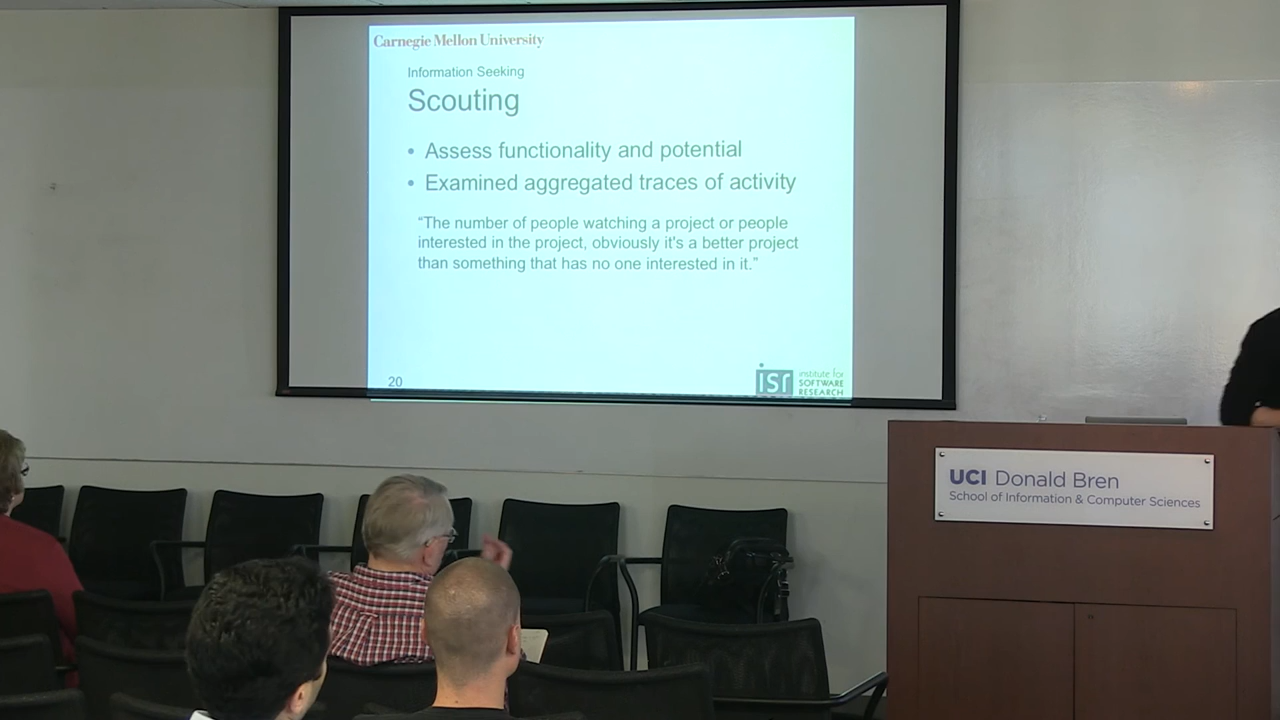 Carnegie Mellon University
Information Seeking
Scouting
• Assess functionality and potential
• Examined aggregated traces of activity
“The number of people watching a project or people
interested in the project, obviously it's a better project
than something that has no one interested in it.”
20
isr institute for
SOFTWARE
RESEARCH
UCI Donald Bren
School of Information & Computer Sciences